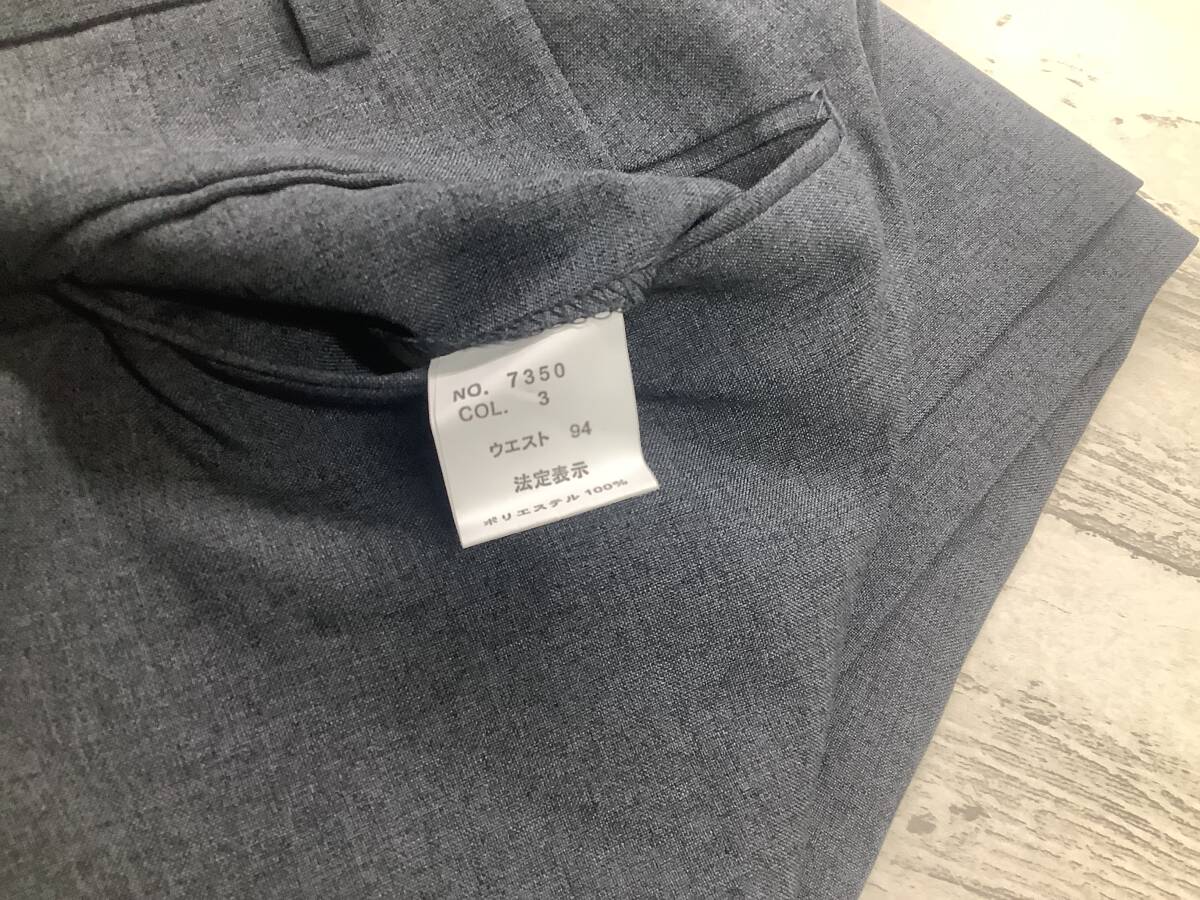 NO. 7350
COL. 3
ウエスト 94
法定表示
ポリエステル 100%